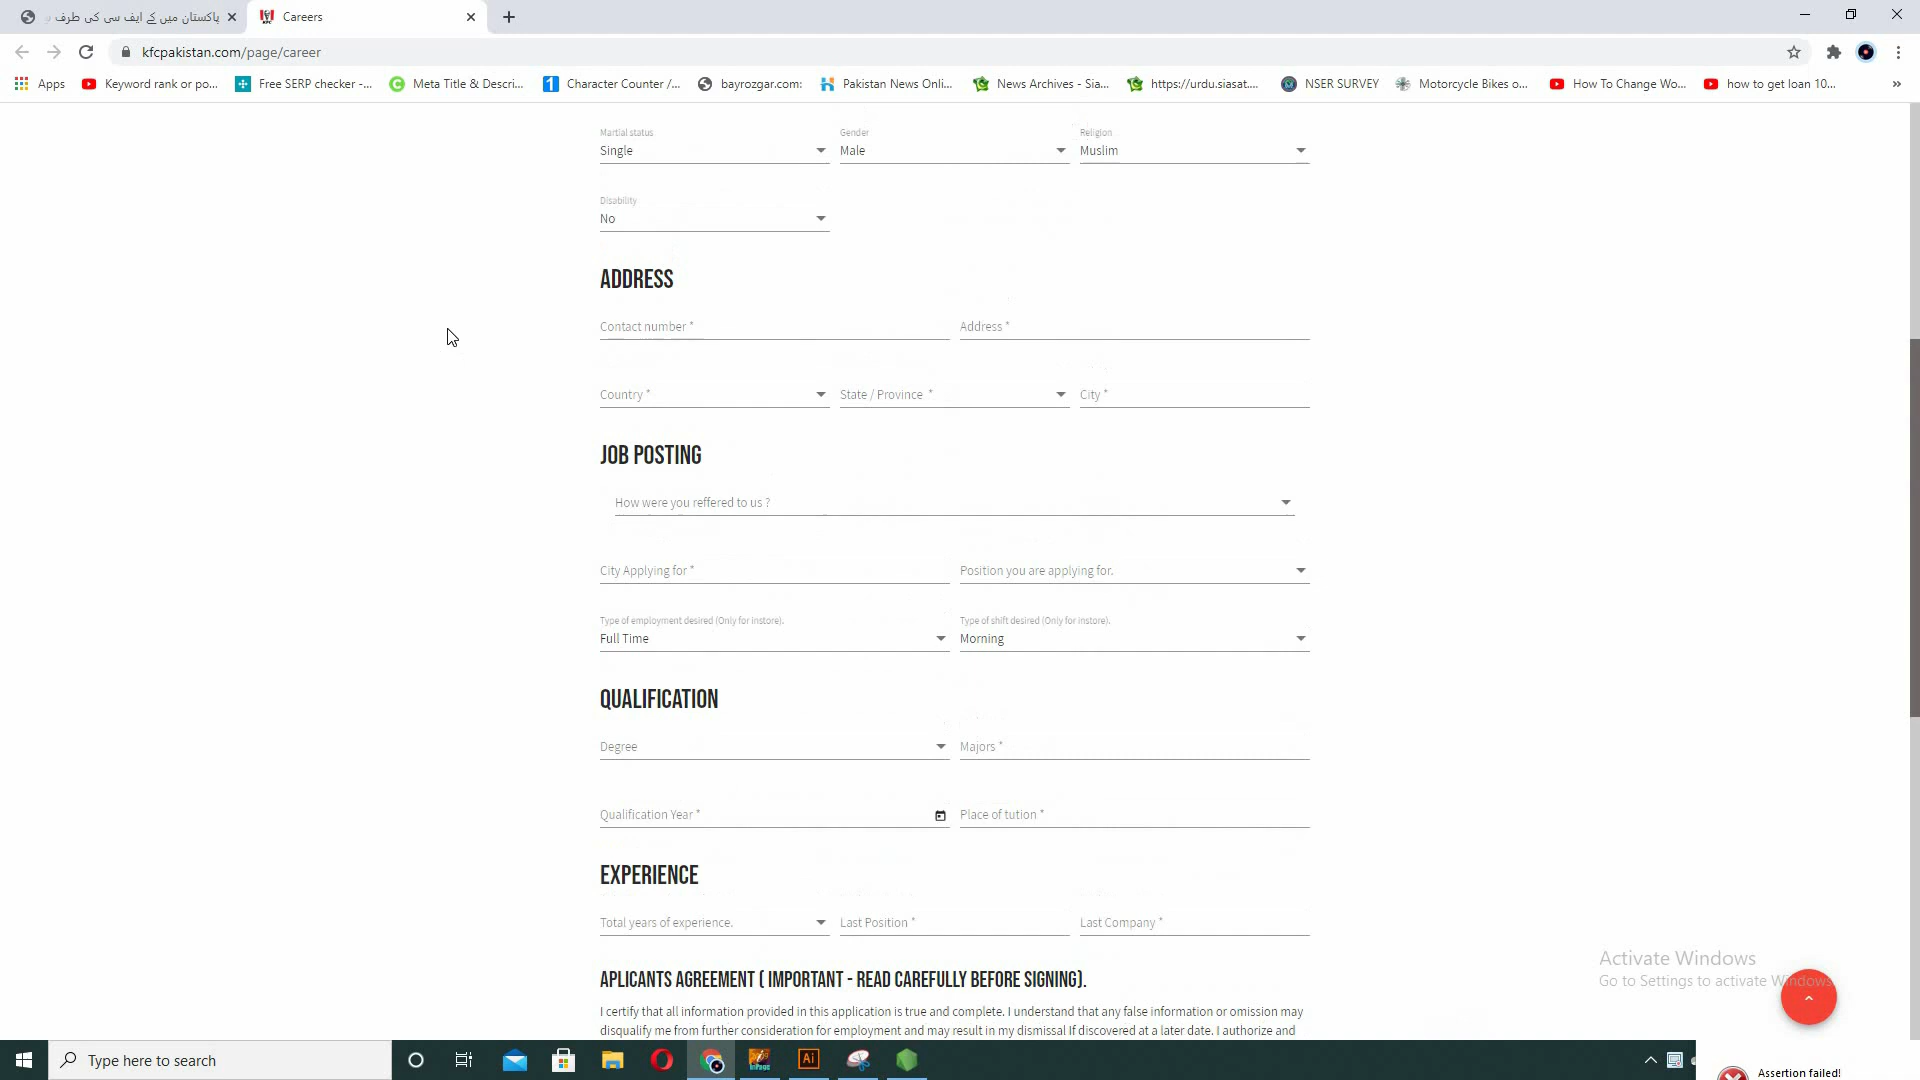 پاکستان میں کے ایف سی کی طرف
Careers
kfcpakistan.com/page/career
Apps
Keyword rank or po...
Free SERP checker -...
Meta Title & Descri...
Character Counter /...
bayrozgar.com:
Pakistan News Onli...
News Archives - Sia...
https://urdu.siasat....
NSER SURVEY
Motorcycle Bikes o...
How To Change Wo...
how to get loan 10...
»
Martial status
Gender
Religion
Single
Male
Muslim
Disability
No
ADDRESS
Contact number *
Address *
Country *
State / Province *
City *
JOB POSTING
How were you reffered to us ?
City Applying for *
Position you are applying for.
Type of employment desired (Only for instore).
Type of shift desired (Only for instore).
Full Time
Morning
QUALIFICATION
Degree
Majors *
Qualification Year *
Place of tution *
EXPERIENCE
Total years of experience.
Last Position *
Last Company *
APLICANTS AGREEMENT ( IMPORTANT - READ CAREFULLY BEFORE SIGNING).
I certify that all information provided in this application is true and complete. I understand that any false information or omission may
disqualify me from further consideration for employment and may result in my dismissal If discovered at a later date. I authorize and
Activate Windows
Go to Settings to activate Windows.
Type here to search
Ai
Assertion failed!